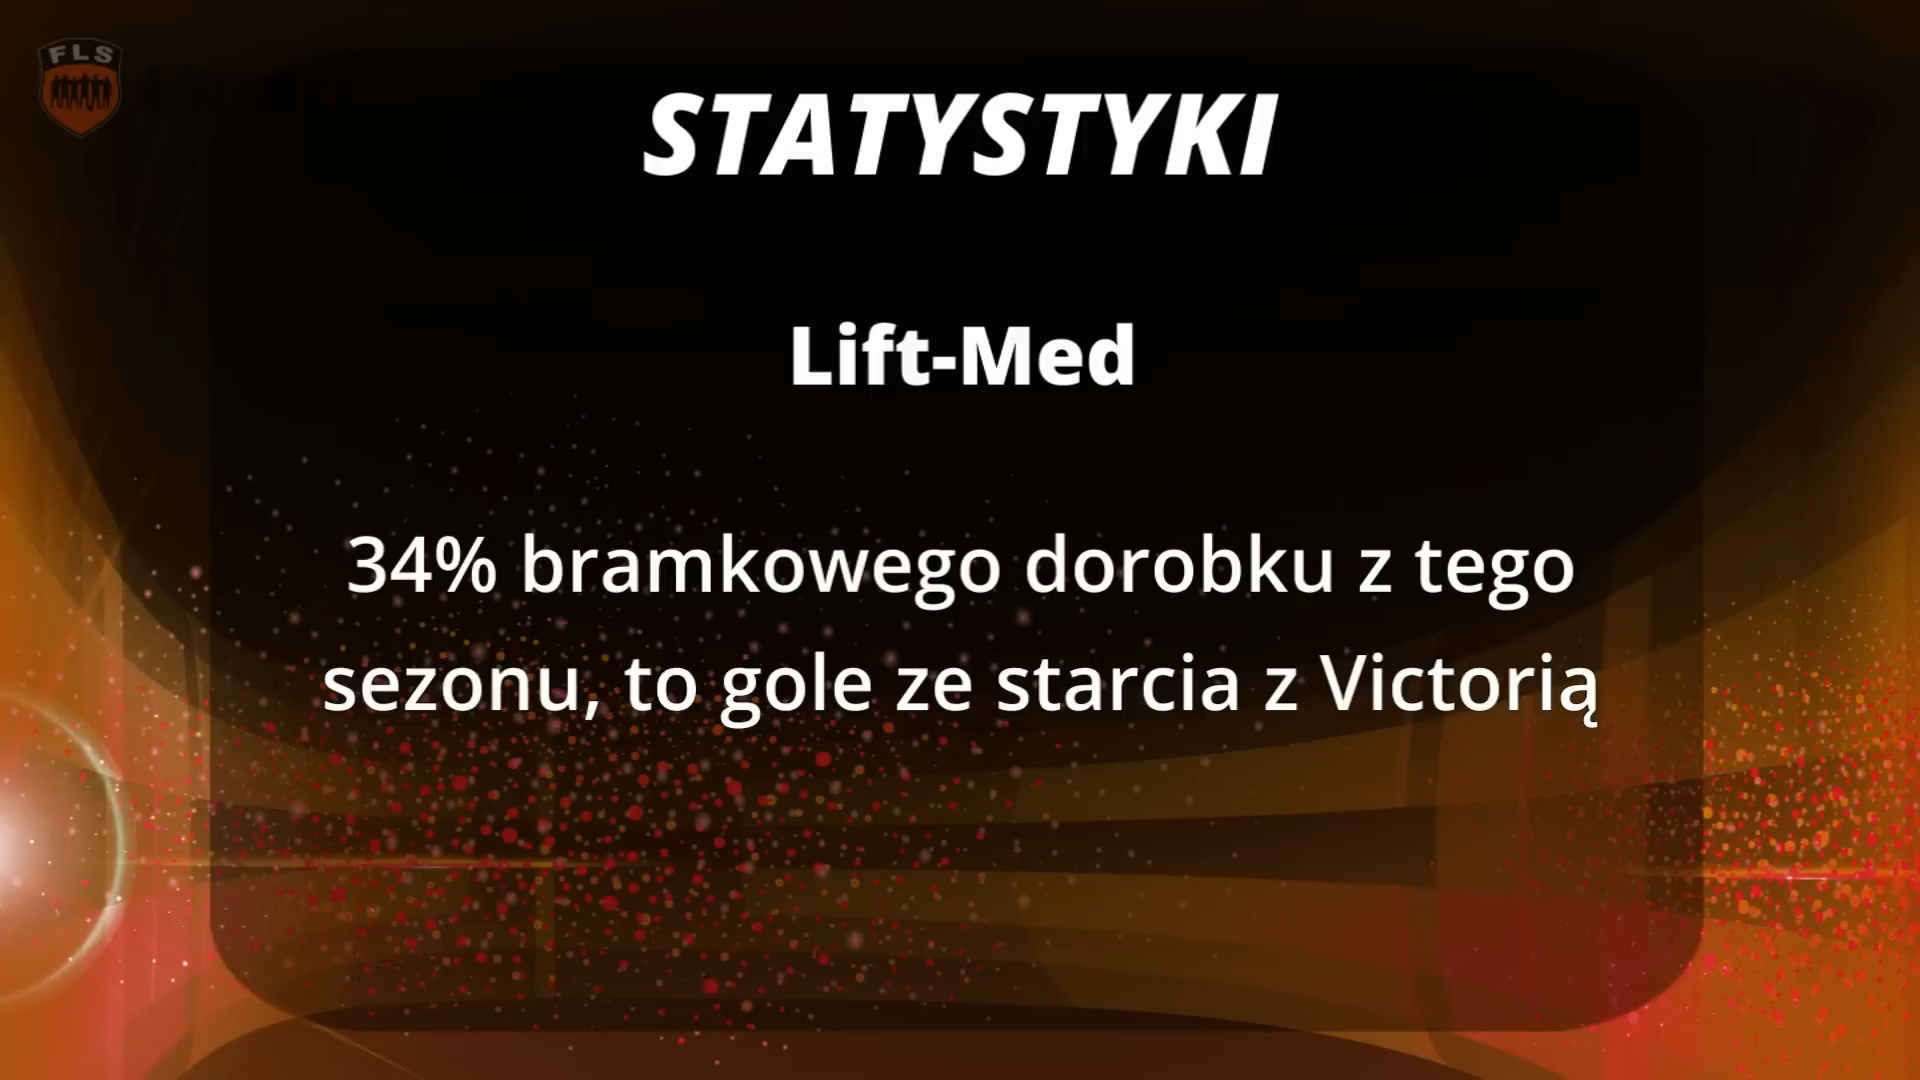 FLS
STATYSTYKI
Lift-Med
34% bramkowego dorobku z tego
sezonu, to gole ze starcia z Victorią